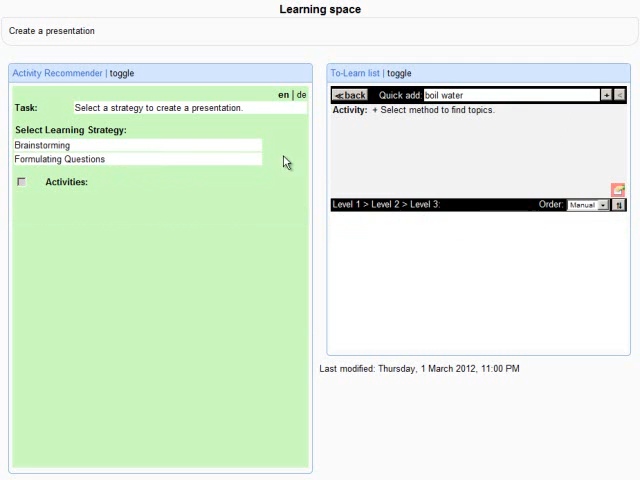 Learning space
Create a presentation
Activity Recommender | toggle
en | de
Task: Select a strategy to create a presentation.
Select Learning Strategy:
Brainstorming
Formulating Questions
Activities:
To-Learn list | toggle
≪back Quick add boil water + <
Activity: + Select method to find topics.
Level 1 > Level 2 > Level 3: Order: Manual ⇅
Last modified: Thursday, 1 March 2012, 11:00 PM